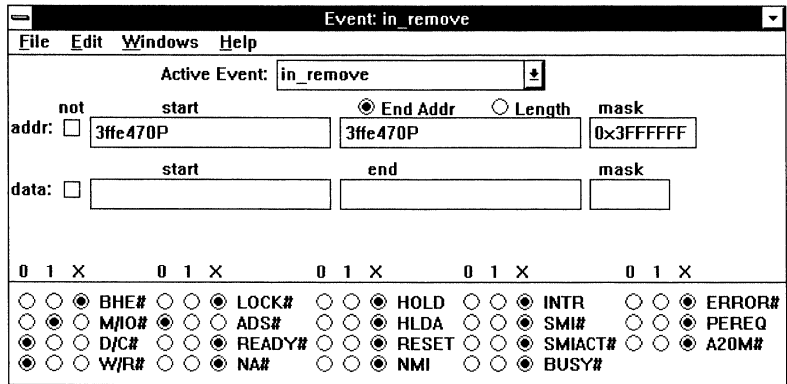 Event: in_remove
File Edit Windows Help
Active Event: in_remove
not start End Addr Length mask
addr: 3ffe470P 3ffe470P 0x3FFFFFF
start end mask
data:
0 1 X 0 1 X 0 1 X 0 1 X 0 1 X
BHE# LOCK# HOLD INTR ERROR#
M/IO# ADS# HLDA SMI# PEREQ
D/C# READY# RESET SMIACT# A20M#
W/R# NA# NMI BUSY#